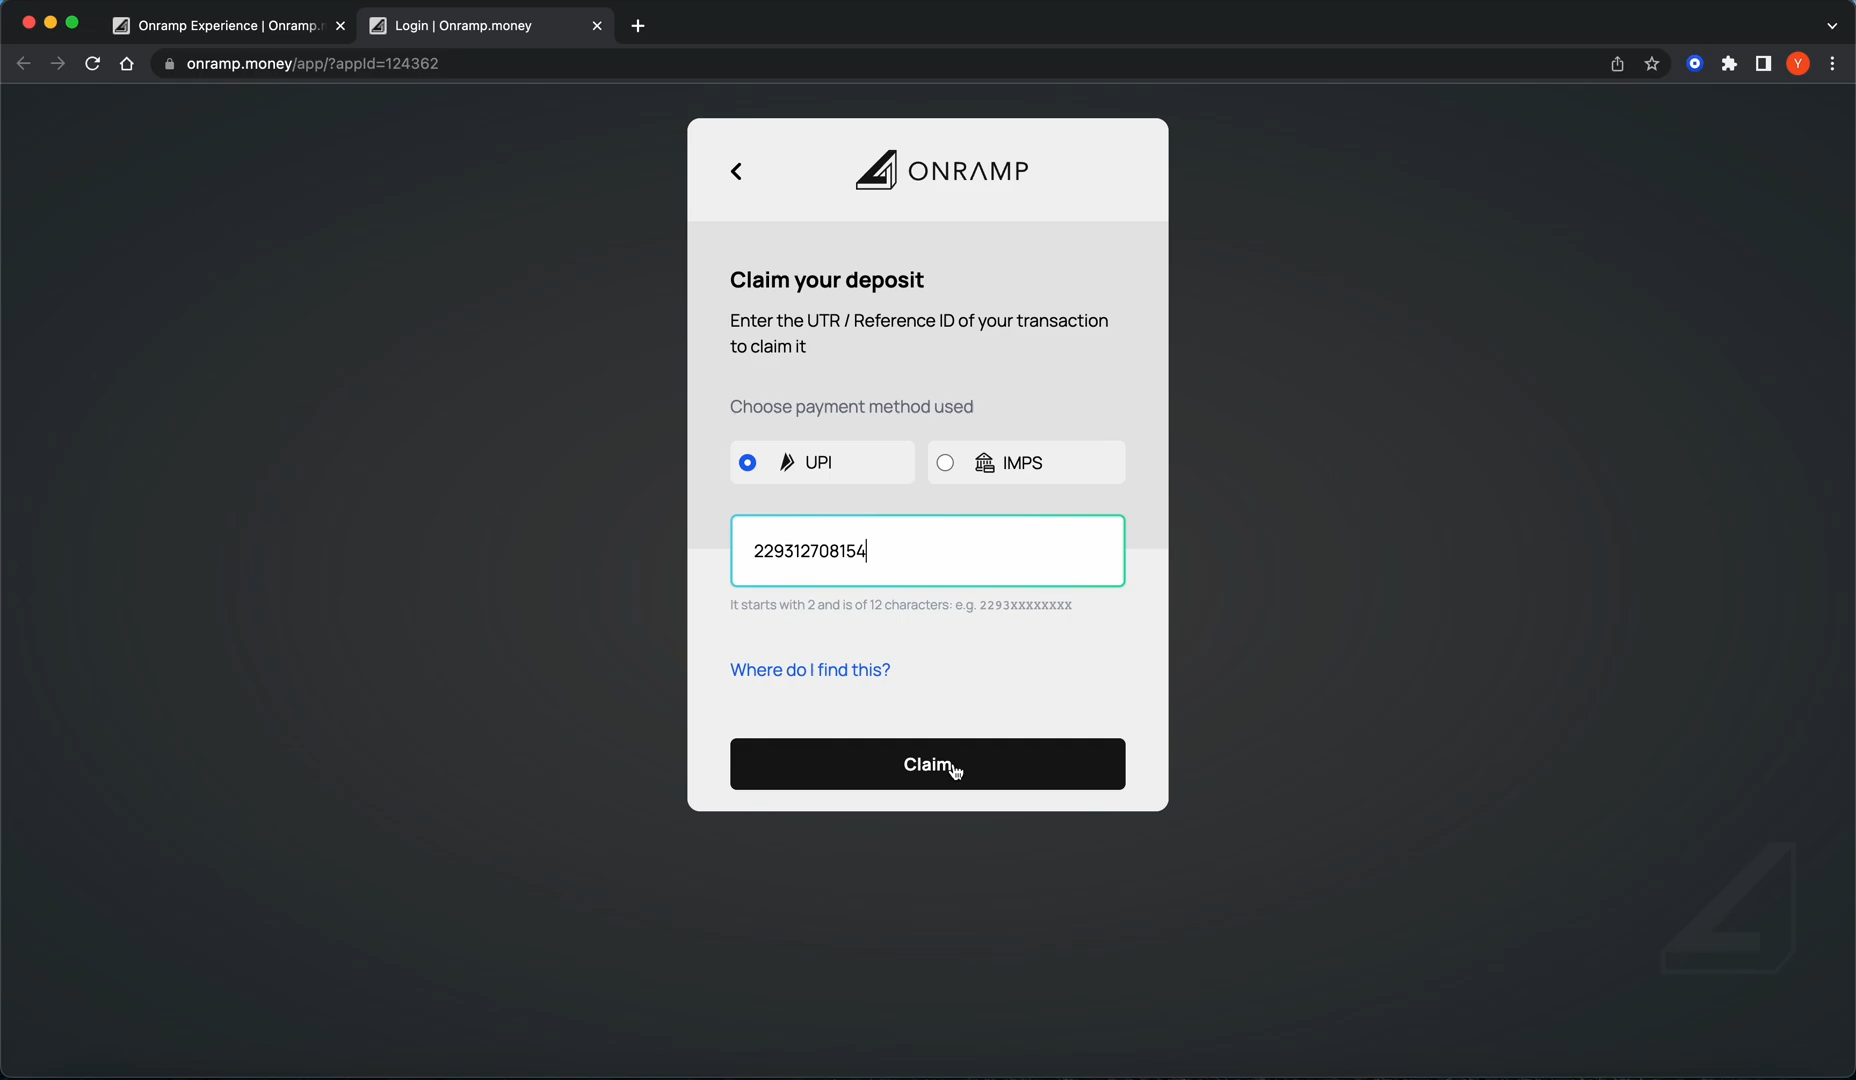 Onramp Experience | Onramp.
Login | Onramp.money
onramp.money/app/?appId=124362
Y
ONRAMP
Claim your deposit
Enter the UTR / Reference ID of your transaction
to claim it
Choose payment method used
UPI
IMPS
229312708154
It starts with 2 and is of 12 characters: e.g. 2293XXXXXXXX
Where do I find this?
Claim